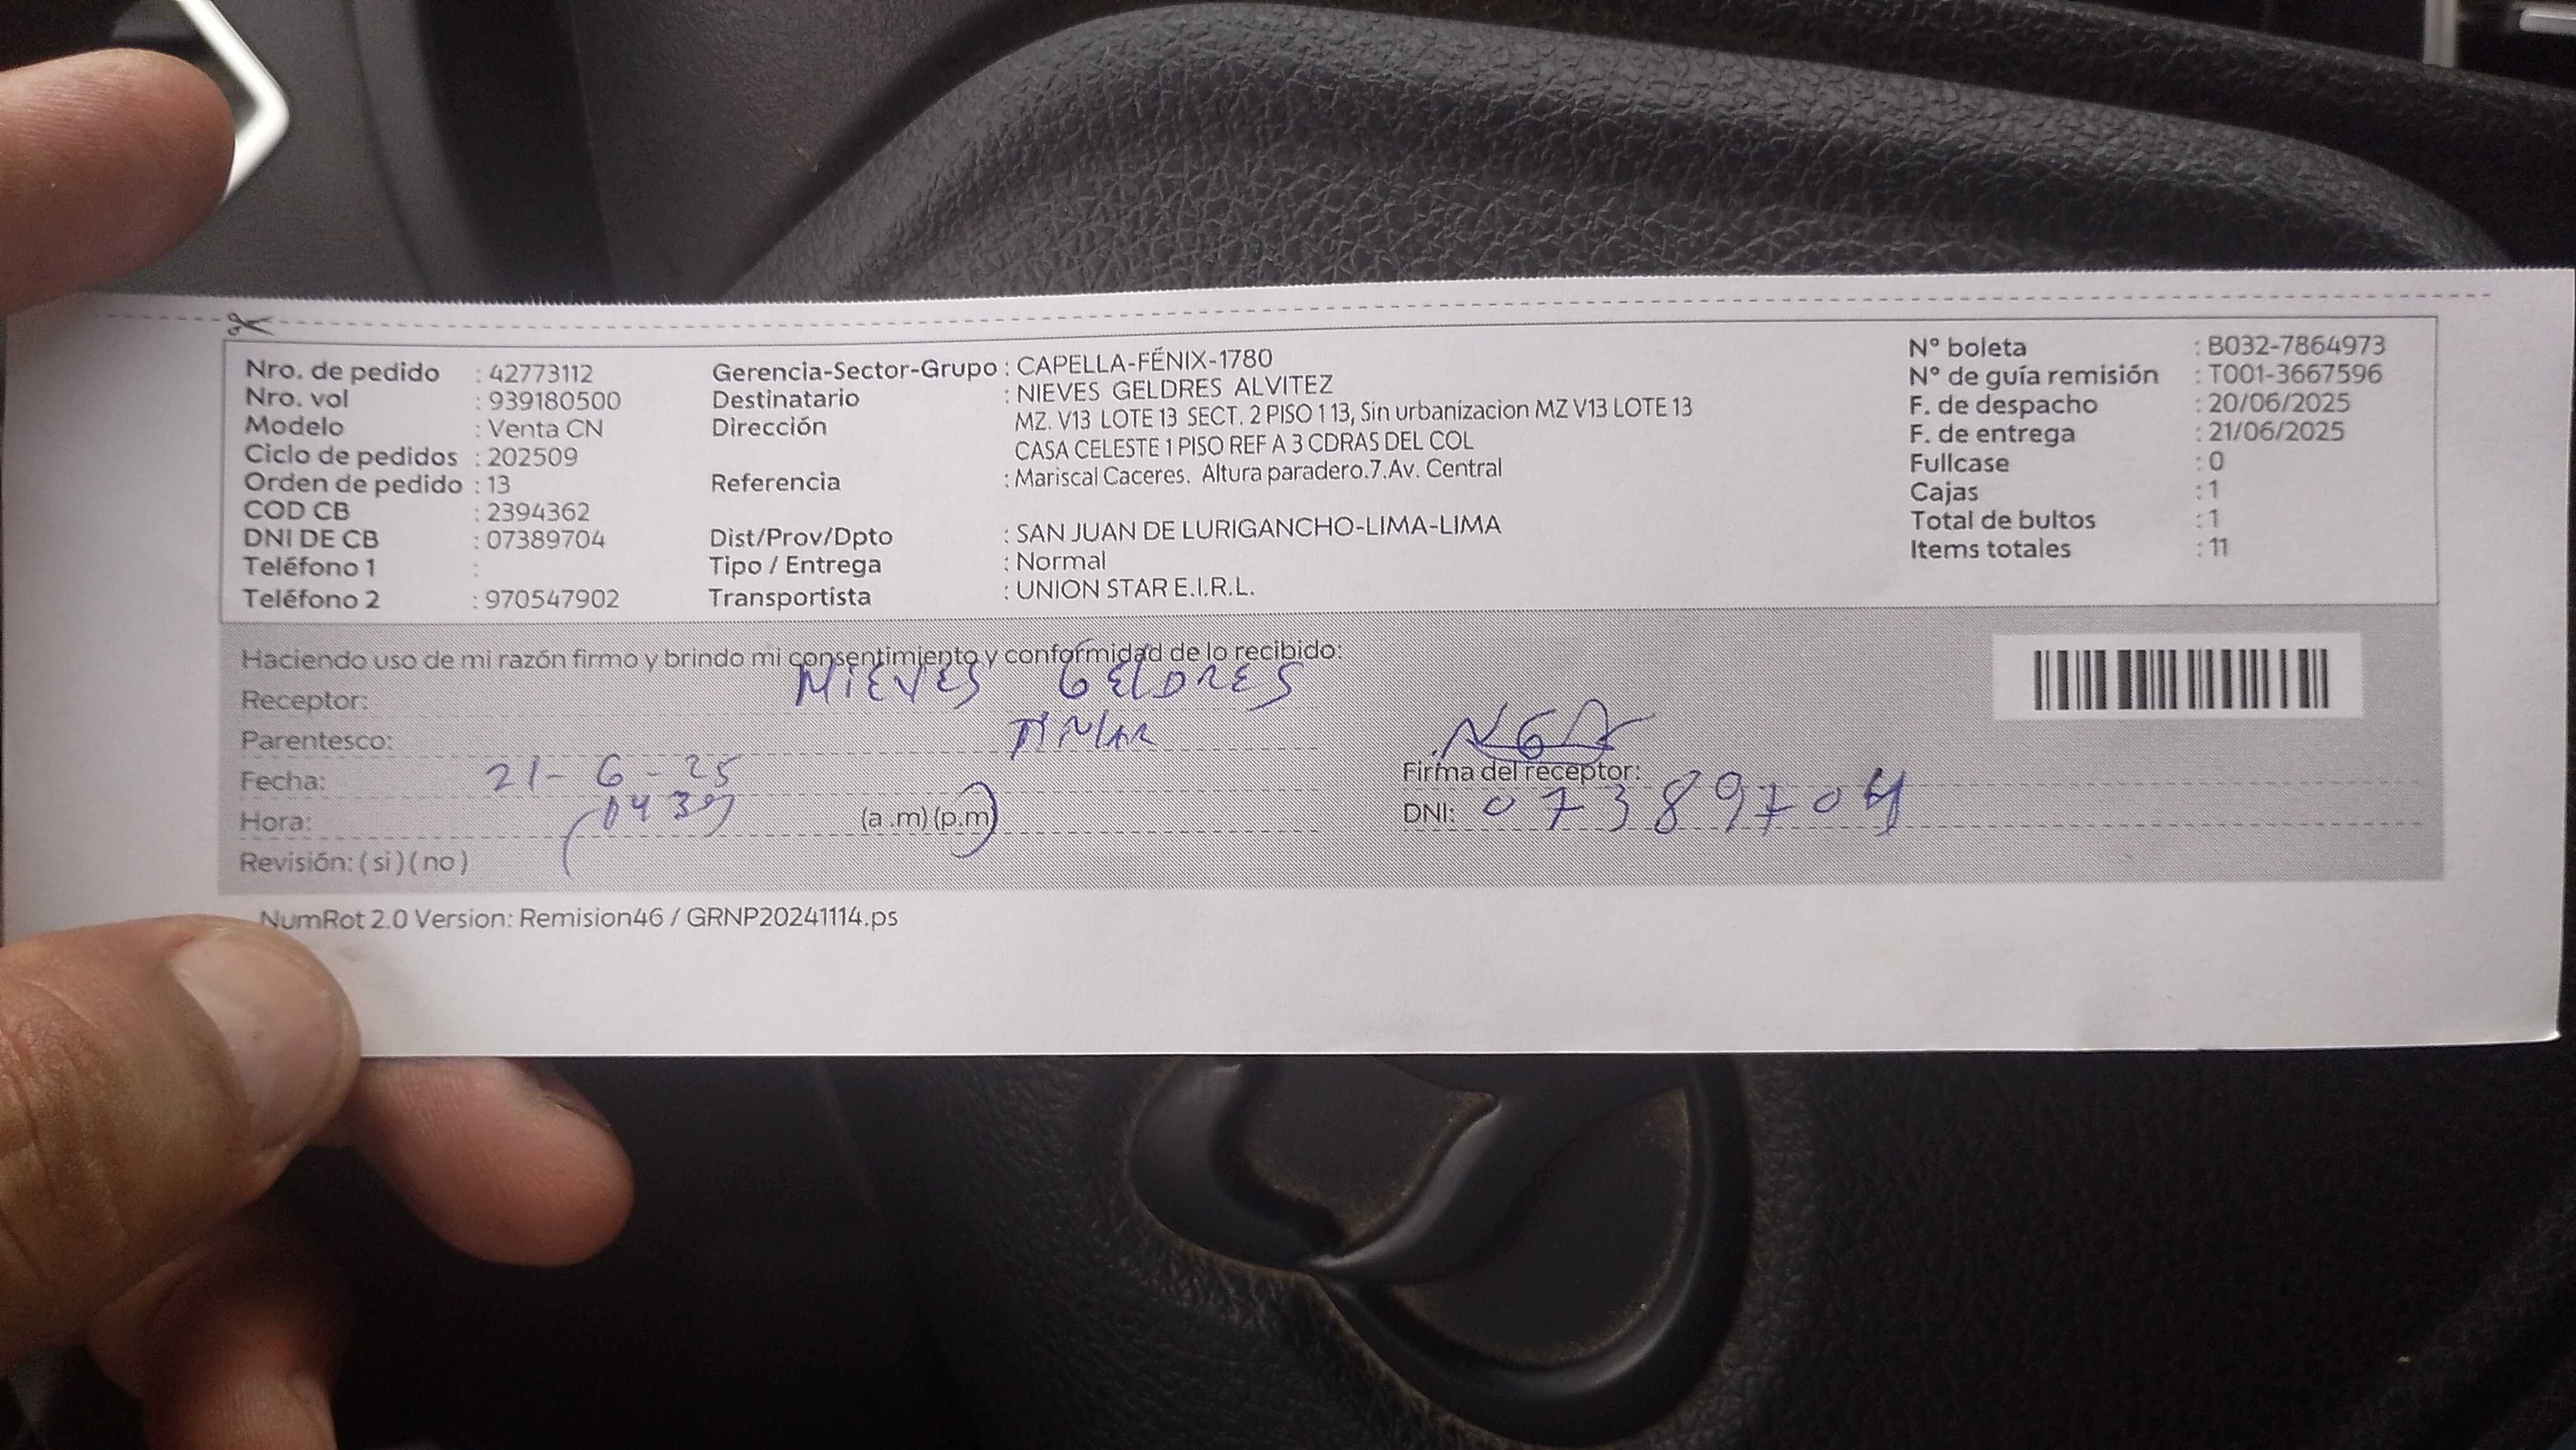 Nro. de pedido : 42773112
Nro. vol : 939180500
Modelo : Venta CN
Ciclo de pedidos : 202509
Orden de pedido : 13
COD CB : 2394362
DNI DE CB : 07389704
Teléfono 1 :
Teléfono 2 : 970547902
Gerencia-Sector-Grupo : CAPELLA-FÉNIX-1780
Destinatario : NIEVES GELDRES ALVITEZ
Dirección MZ. V13 LOTE 13 SECT. 2 PISO 1 13, Sin urbanizacion MZ V13 LOTE 13
CASA CELESTE 1 PISO REF A 3 CDRAS DEL COL
Referencia : Mariscal Caceres. Altura paradero.7.Av. Central
Dist/Prov/Dpto : SAN JUAN DE LURIGANCHO-LIMA-LIMA
Tipo / Entrega : Normal
Transportista : UNION STAR E.I.R.L.
N° boleta : B032-7864973
N° de guía remisión : T001-3667596
F. de despacho : 20/06/2025
F. de entrega : 21/06/2025
Fullcase : 0
Cajas : 1
Total de bultos : 1
Items totales : 11
Haciendo uso de mi razón firmo y brindo mi consentimiento y conformidad de lo recibido:
Receptor: NIEVES GELDRES
Parentesco:
Fecha: 21-6-25
Hora: 0439 (a.m) (p.m)
Revisión: (si) (no)
Firma del receptor:
DNI: 07389704
NumRot 2.0 Version: Remision46 / GRNP20241114.ps